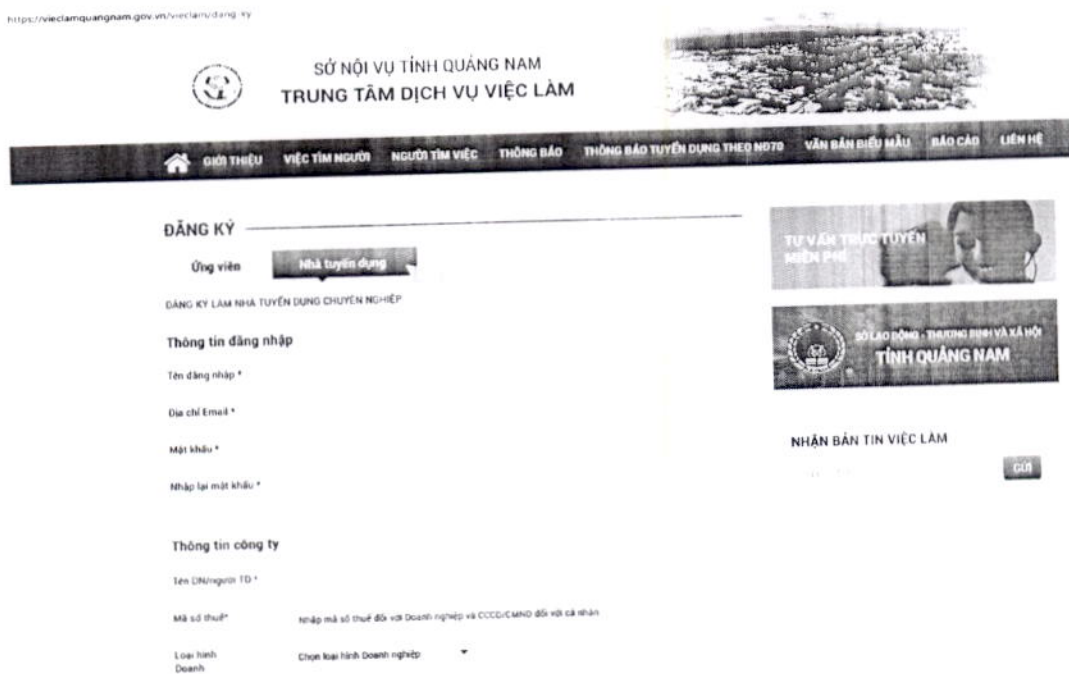 https://vieclamquangnam.gov.vn/vieclam/dang-ky
SỞ NỘI VỤ TỈNH QUẢNG NAM
TRUNG TÂM DỊCH VỤ VIỆC LÀM
GIỚI THIỆU VIỆC TÌM NGƯỜI NGƯỜI TÌM VIỆC THÔNG BÁO THÔNG BÁO TUYỂN DỤNG THEO NĐ70 VĂN BẢN BIỂU MẪU BÁO CÁO LIÊN HỆ
ĐĂNG KÝ
Ứng viên Nhà tuyển dụng
ĐĂNG KÝ LÀM NHÀ TUYỂN DỤNG CHUYÊN NGHIỆP
Thông tin đăng nhập
Tên đăng nhập *
Địa chỉ Email *
Mật khẩu *
Nhập lại mật khẩu *
Thông tin công ty
Tên DN/người TD *
Mã số thuế* Nhập mã số thuế đối với Doanh nghiệp và CCCD/CMND đối với cá nhân
Loại hình
Doanh
Chọn loại hình Doanh nghiệp
TƯ VẤN TRỰC TUYẾN
MIỄN PHÍ
SỞ LAO ĐỘNG - THƯƠNG BINH VÀ XÃ HỘI
TỈNH QUẢNG NAM
NHẬN BẢN TIN VIỆC LÀM
GỬI